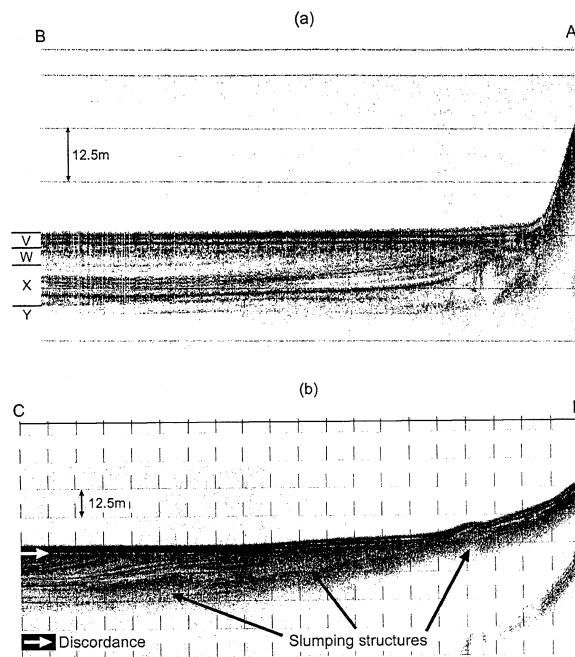 (a)
B
A
12.5m
V
W
X
Y
(b)
C
12.5m
Discordance
Slumping structures